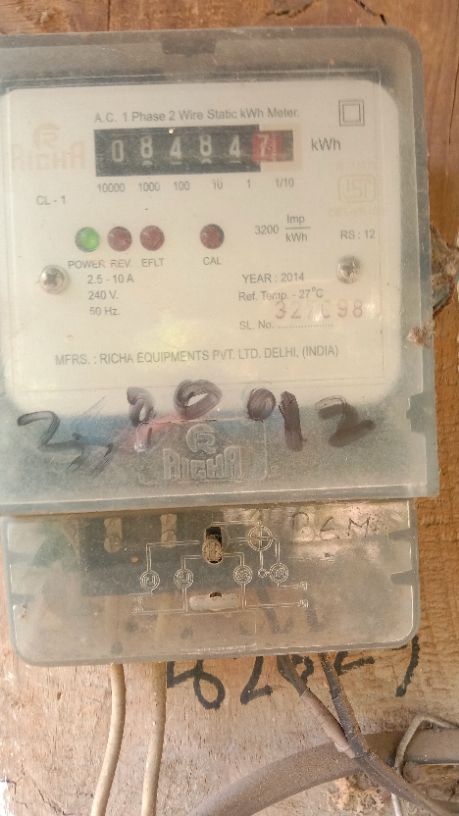 A.C. 1 Phase 2 Wire Static kWh Meter.
084847 kWh
10000 1000 100 10 1 1/10
RICHA
CL - 1
3200 Imp/kWh
RS : 12
POWER REV. EFLT CAL
2.5 - 10 A
240 V.
50 Hz.
YEAR : 2014
Ref. Temp. - 27°C
SL. No.
MFRS. : RICHA EQUIPMENTS PVT. LTD. DELHI, (INDIA)
RICHA